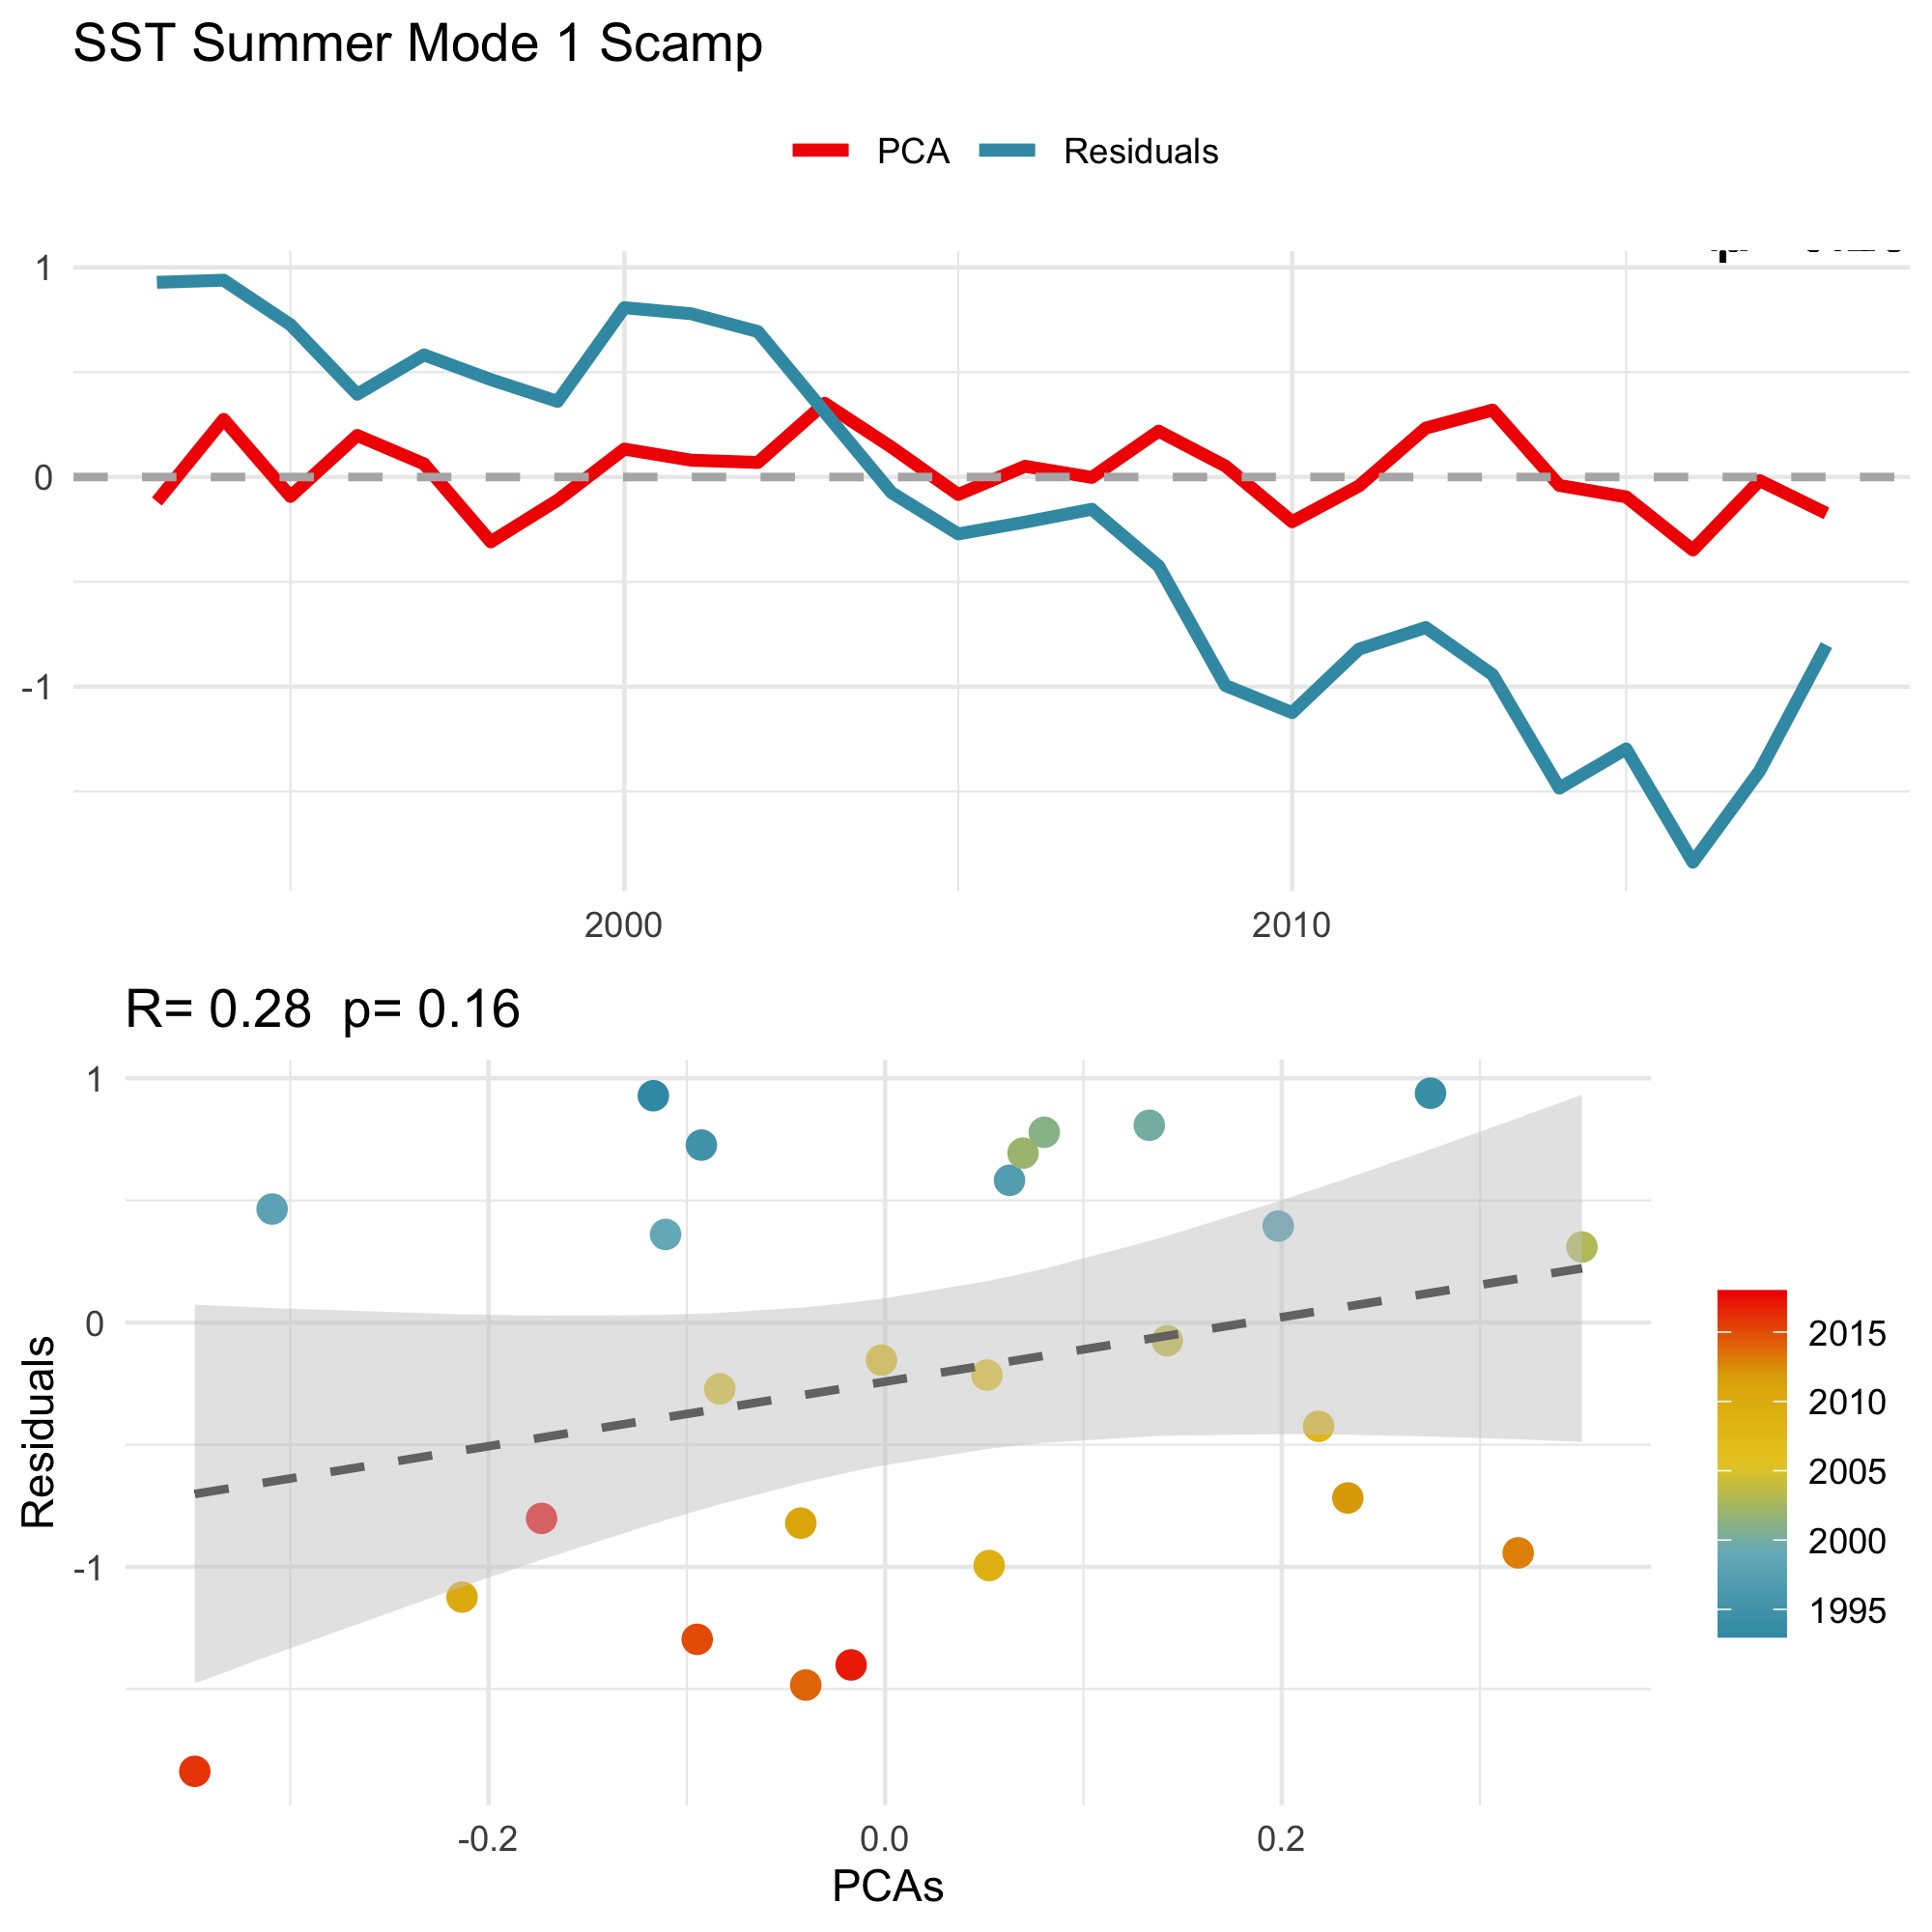 SST Summer Mode 1 Scamp
PCA Residuals
1
0
-1
2000 2010
R= 0.28 p= 0.16
1
0
-1
Residuals
-0.2 0.0 0.2
PCAs
2015
2010
2005
2000
1995